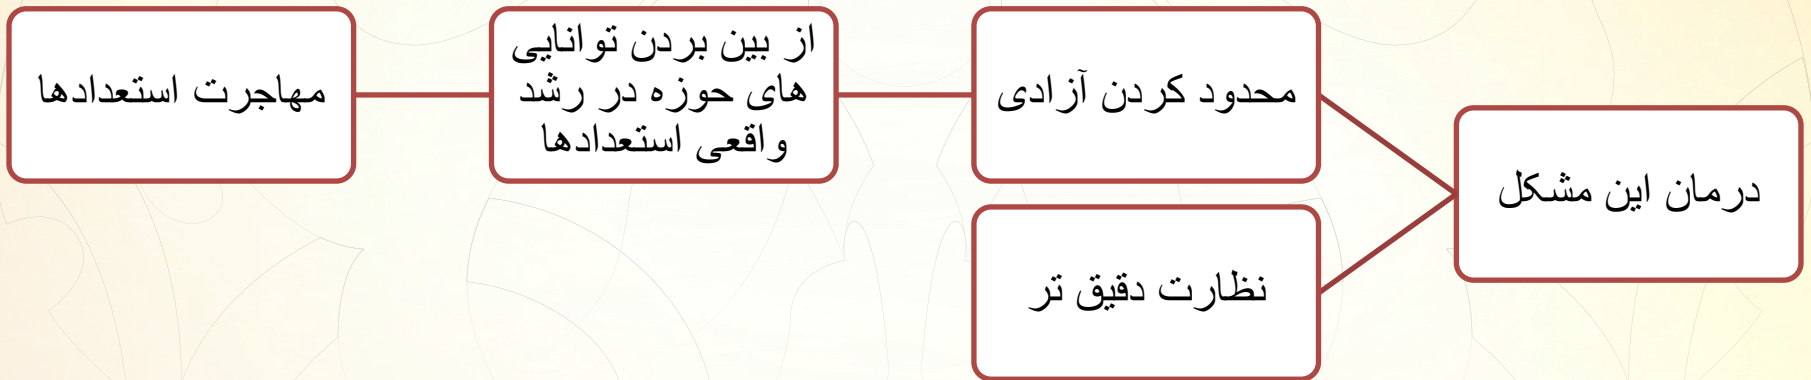 درمان این مشکل
محدود کردن آزادی
از بین بردن توانایی
های حوزه در رشد
واقعی استعدادها
مهاجرت استعدادها
نظارت دقیق تر